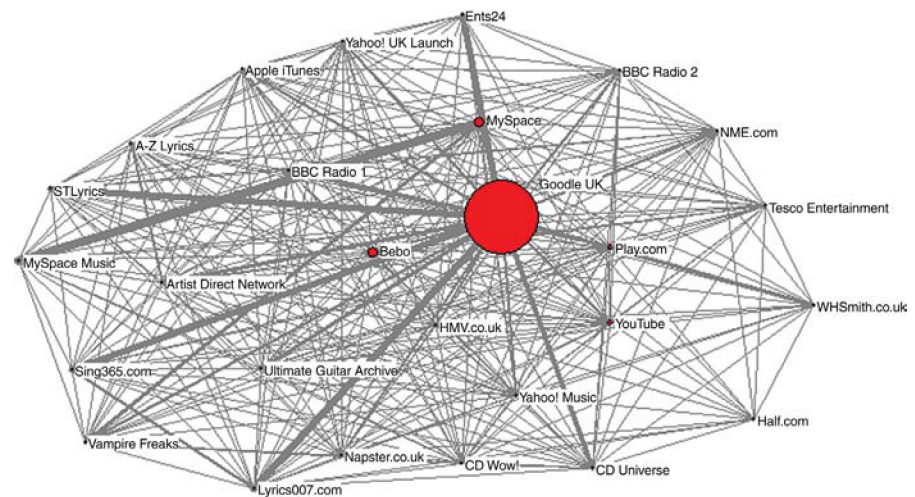 Ents24
Yahoo! UK Launch
Apple iTunes
BBC Radio 2
MySpace
NME.com
A-Z Lyrics
BBC Radio 1
Goodle UK
STLyrics
Tesco Entertainment
Play.com
Bebo
MySpace Music
Artist Direct Network
WHSmith.co.uk
HMV.co.uk
YouTube
Sing365.com
Ultimate Guitar Archive
Yahoo! Music
Half.com
Vampire Freaks
Napster.co.uk
CD Wow!
CD Universe
Lyrics007.com